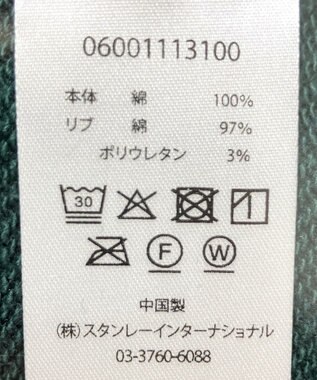 06001113100
本体 綿 100%
リブ 綿 97%
ポリウレタン 3%
30
F W
中国製
(株)スタンレーインターナショナル
03-3760-6088